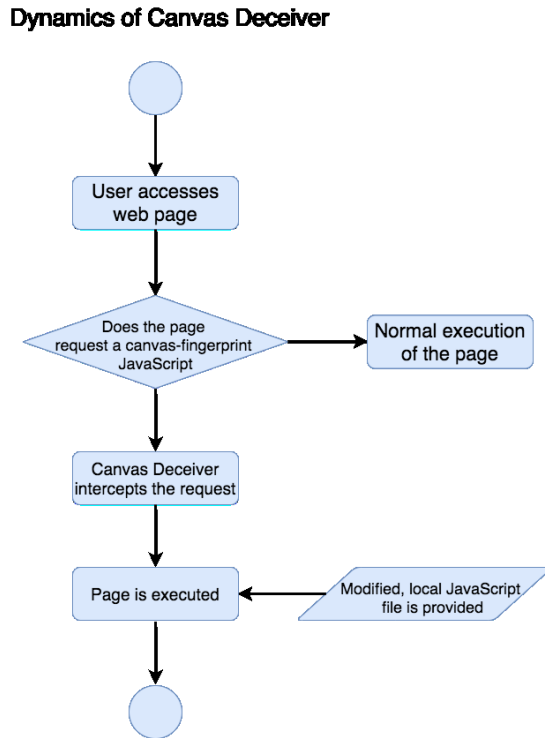 Dynamics of Canvas Deceiver
User accesses
web page
Does the page
request a canvas-fingerprint
JavaScript
Normal execution
of the page
Canvas Deceiver
intercepts the request
Page is executed
Modified, local JavaScript
file is provided